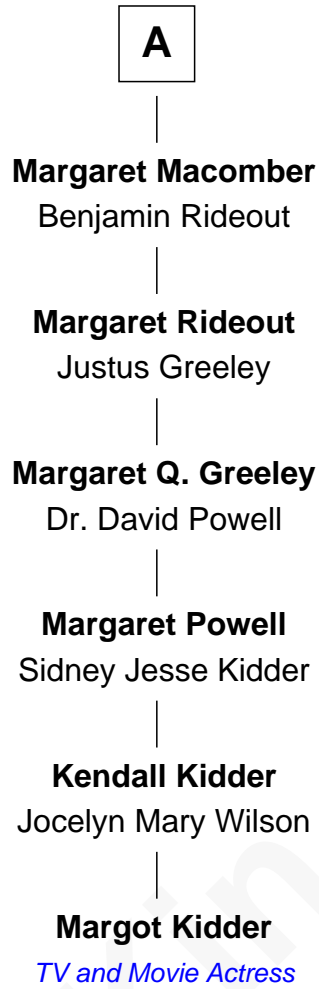 A
Margaret Macomber
Benjamin Rideout
Margaret Rideout
Justus Greeley
Margaret Q. Greeley
Dr. David Powell
Margaret Powell
Sidney Jesse Kidder
Kendall Kidder
Jocelyn Mary Wilson
Margot Kidder
TV and Movie Actress